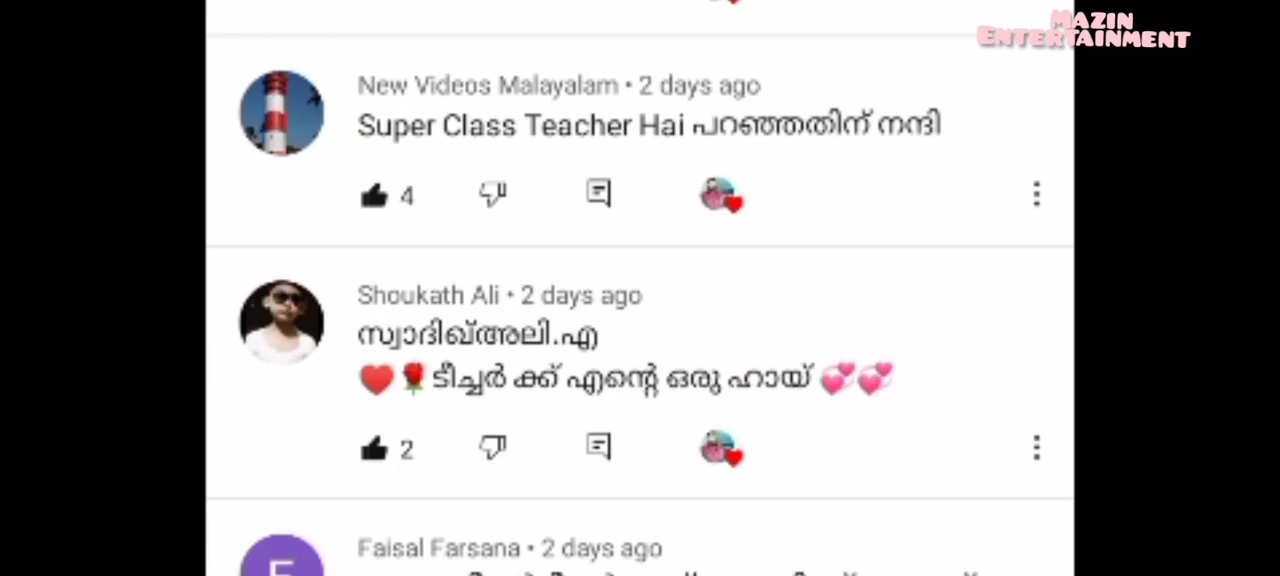 Mazin
Entertainment
New Videos Malayalam • 2 days ago
Super Class Teacher Hai പറഞ്ഞതിന് നന്ദി
4
Shoukath Ali • 2 days ago
സ്വാദിഖ്അലി.എ
❤️🌹ടീച്ചർ ക്ക് എന്റെ ഒരു ഹായ് 💞💞
2
Faisal Farsana • 2 days ago